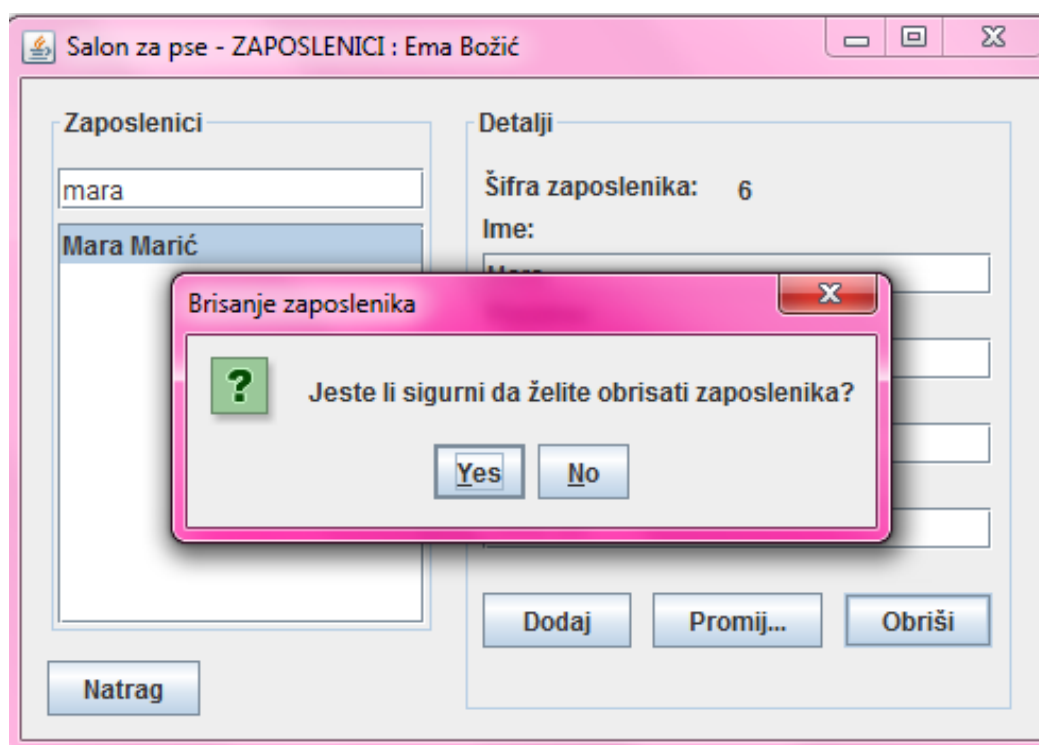 Salon za pse - ZAPOSLENICI : Ema Božić
Zaposlenici
mara
Mara Marić
Detalji
Šifra zaposlenika: 6
Ime:
Brisanje zaposlenika
Jeste li sigurni da želite obrisati zaposlenika?
Yes No
Dodaj Promij... Obriši
Natrag